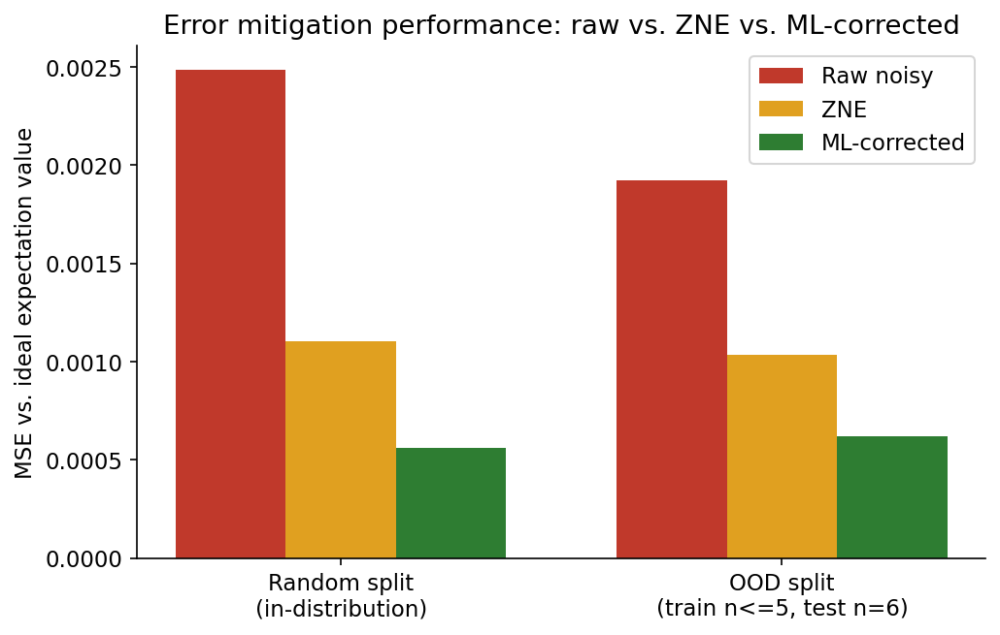 Error mitigation performance: raw vs. ZNE vs. ML-corrected
MSE vs. ideal expectation value
0.0025
0.0020
0.0015
0.0010
0.0005
0.0000
Raw noisy
ZNE
ML-corrected
Random split
(in-distribution)
OOD split
(train n<=5, test n=6)